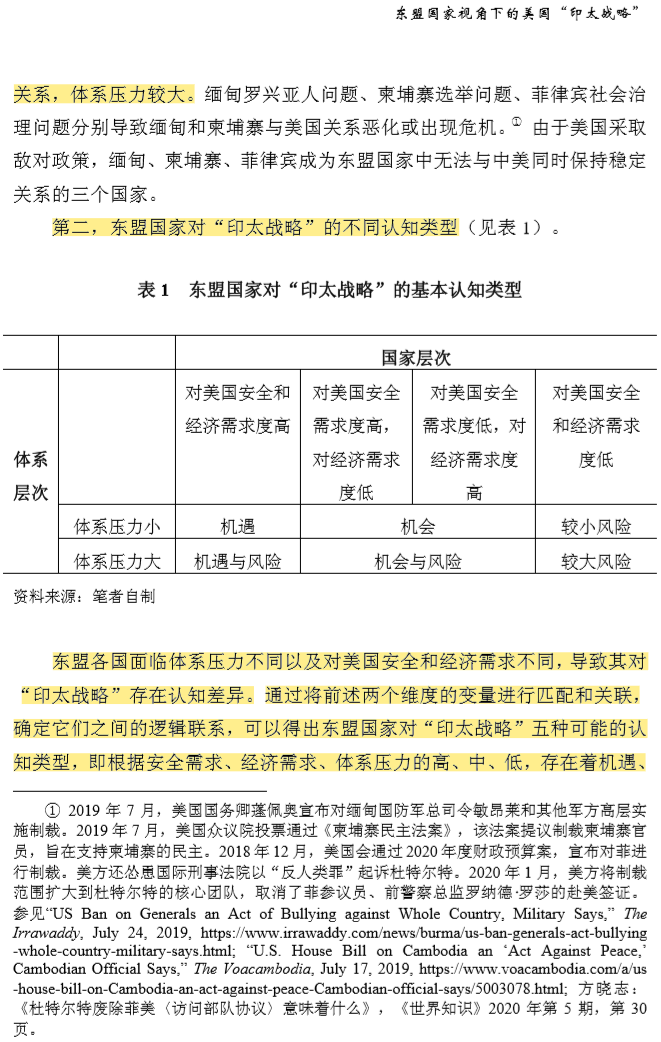 东盟国家视角下的美国“印太战略”
关系，体系压力较大。缅甸罗兴亚人问题、柬埔寨选举问题、菲律宾社会治
理问题分别导致缅甸和柬埔寨与美国关系恶化或出现危机。① 由于美国采取
敌对政策，缅甸、柬埔寨、菲律宾成为东盟国家中无法与中美同时保持稳定
关系的三个国家。
第二，东盟国家对“印太战略”的不同认知类型（见表 1）。
表 1 东盟国家对“印太战略”的基本认知类型
国家层次
体系
层次
对美国安全和
经济需求度高
对美国安全
需求度高，
对经济需求
度低
对美国安全
需求度低，对
经济需求度
高
对美国安全
和经济需求
度低
体系压力小 机遇 机会 较小风险
体系压力大 机遇与风险 机会与风险 较大风险
资料来源：笔者自制
东盟各国面临体系压力不同以及对美国安全和经济需求不同，导致其对
“印太战略”存在认知差异。通过将前述两个维度的变量进行匹配和关联，
确定它们之间的逻辑联系，可以得出东盟国家对“印太战略”五种可能的认
知类型，即根据安全需求、经济需求、体系压力的高、中、低，存在着机遇、
① 2019 年 7 月，美国国务卿蓬佩奥宣布对缅甸国防军总司令敏昂莱和其他军方高层实
施制裁。2019 年 7 月，美国众议院投票通过《柬埔寨民主法案》，该法案提议制裁柬埔寨官
员，旨在支持柬埔寨的民主。2018 年 12 月，美国会通过 2020 年度财政预算案，宣布对菲进
行制裁。美方还怂恿国际刑事法院以“反人类罪”起诉杜特尔特。2020 年 1 月，美方将制裁
范围扩大到杜特尔特的核心团队，取消了菲参议员、前警察总监罗纳德·罗莎的赴美签证。
参见“US Ban on Generals an Act of Bullying against Whole Country, Military Says,” The
Irrawaddy, July 24, 2019, https://www.irrawaddy.com/news/burma/us-ban-generals-act-bullying
-whole-country-military-says.html; “U.S. House Bill on Cambodia an ‘Act Against Peace,’
Cambodian Official Says,” The Voacambodia, July 17, 2019, https://www.voacambodia.com/a/us
-house-bill-on-Cambodia-an-act-against-peace-Cambodian-official-says/5003078.html; 方晓志：
《杜特尔特废除菲美〈访问部队协议〉意味着什么》，《世界知识》2020 年第 5 期，第 30
页。